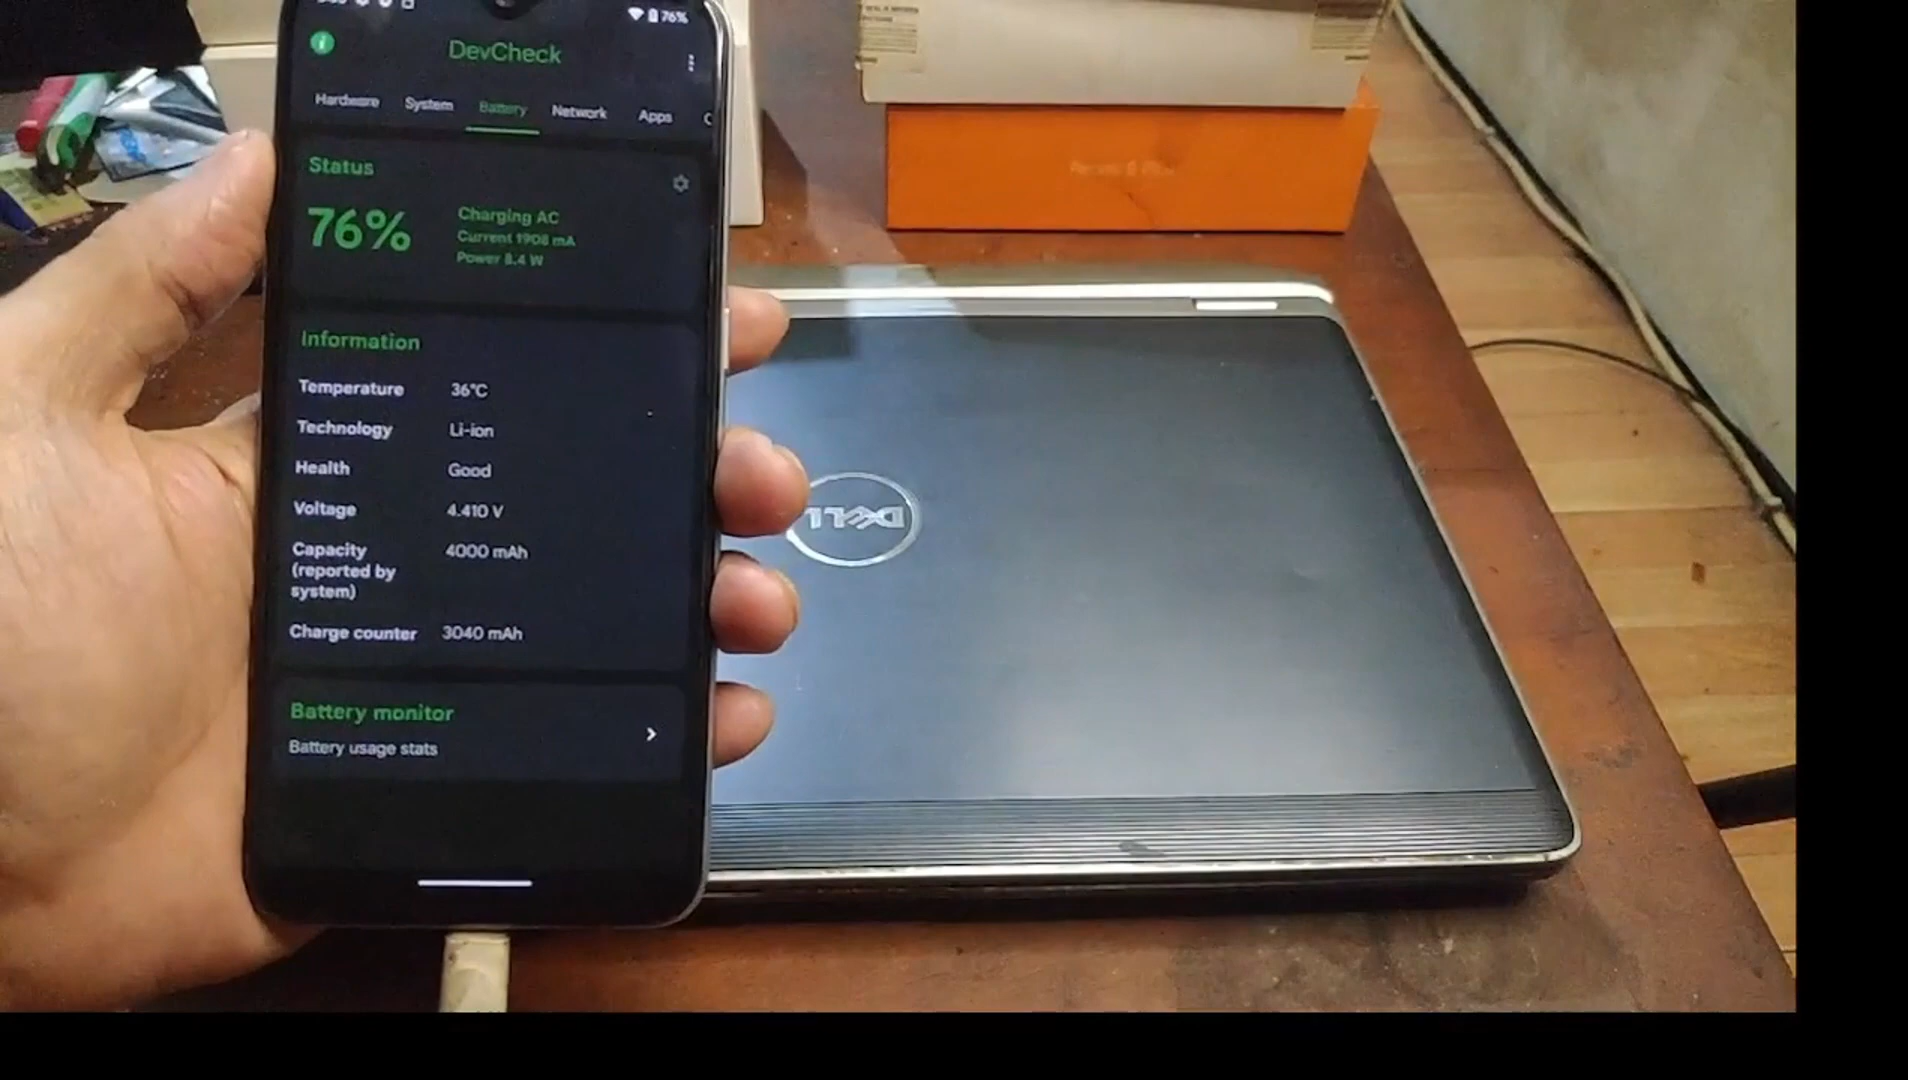 76%
DevCheck
Hardware System Battery Network Apps
Status
76%
Charging AC
Current 1908 mA
Power 8.4 W
Information
Temperature 36°C
Technology Li-ion
Health Good
Voltage 4.410 V
Capacity (reported by system) 4000 mAh
Charge counter 3040 mAh
Battery monitor
Battery usage stats
DELL